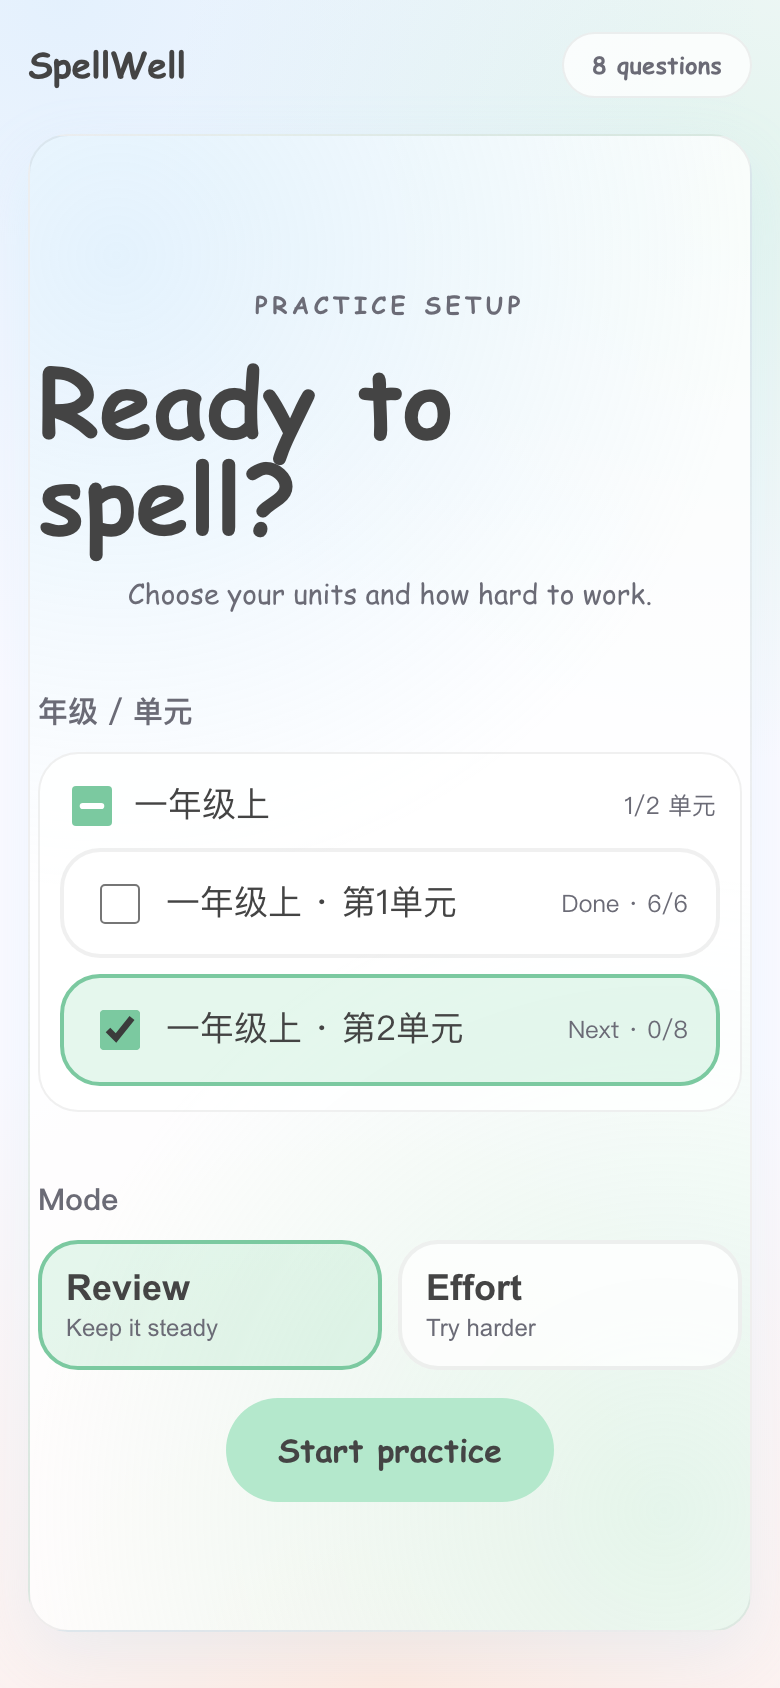 SpellWell
8 questions
PRACTICE SETUP
Ready to
spell?
Choose your units and how hard to work.
年级 / 单元
一年级上
1/2 单元
一年级上 · 第1单元
Done · 6/6
一年级上 · 第2单元
Next · 0/8
Mode
Review
Keep it steady
Effort
Try harder
Start practice